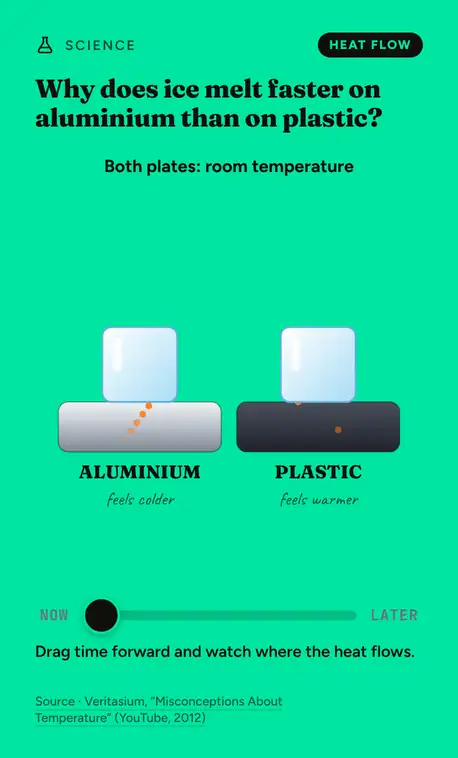 SCIENCE
HEAT FLOW
Why does ice melt faster on
aluminium than on plastic?
Both plates: room temperature
ALUMINIUM
PLASTIC
feels colder
feels warmer
NOW
LATER
Drag time forward and watch where the heat flows.
Source · Veritasium, “Misconceptions About
Temperature” (YouTube, 2012)